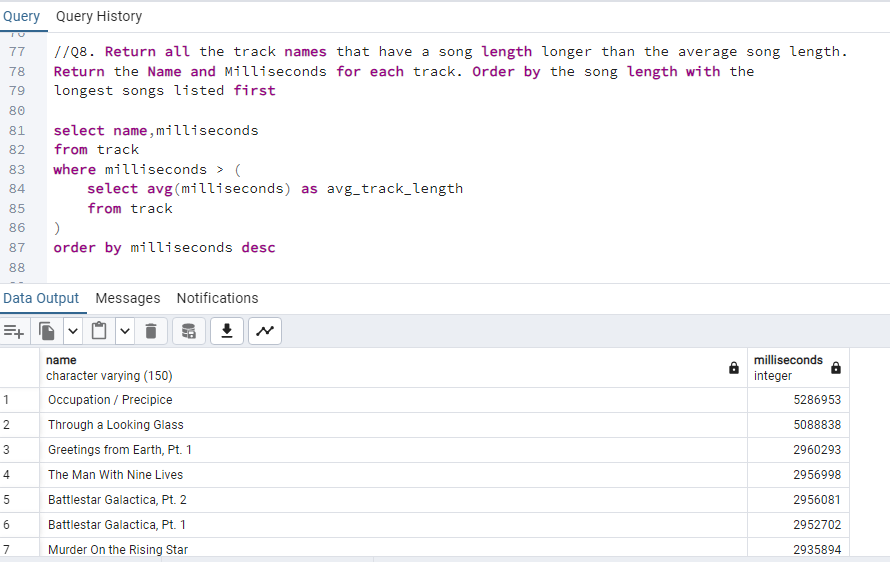 Query Query History
77 //Q8. Return all the track names that have a song length longer than the average song length.
78 Return the Name and Milliseconds for each track. Order by the song length with the
79 longest songs listed first
80
81 select name,milliseconds
82 from track
83 where milliseconds > (
84 select avg(milliseconds) as avg_track_length
85 from track
86 )
87 order by milliseconds desc
88
Data Output Messages Notifications
name milliseconds
character varying (150) integer
1 Occupation / Precipice 5286953
2 Through a Looking Glass 5088838
3 Greetings from Earth, Pt. 1 2960293
4 The Man With Nine Lives 2956998
5 Battlestar Galactica, Pt. 2 2956081
6 Battlestar Galactica, Pt. 1 2952702
7 Murder On the Rising Star 2935894